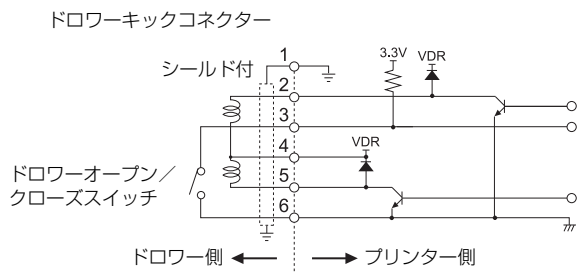 ドロワーキックコネクター
シールド付
1
2
3
4
5
6
3.3V
VDR
VDR
ドロワーオープン／
クローズスイッチ
ドロワー側
プリンター側